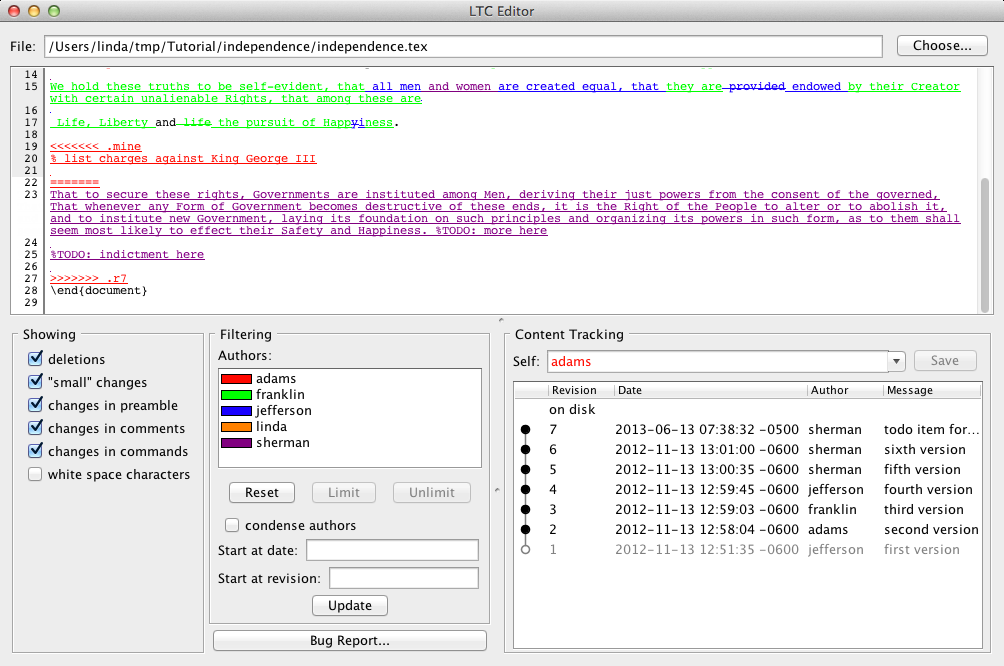 LTC Editor
File: /Users/linda/tmp/Tutorial/independence/independence.tex Choose...
14
15 We hold these truths to be self-evident, that all men and women are created equal, that they are provided endowed by their Creator
with certain unalienable Rights, that among these are
16
17 Life, Liberty and life the pursuit of Happyiness.
18
19 <<<<<<< .mine
20 % list charges against King George III
21
22 =======
23 That to secure these rights, Governments are instituted among Men, deriving their just powers from the consent of the governed,
That whenever any Form of Government becomes destructive of these ends, it is the Right of the People to alter or to abolish it,
and to institute new Government, laying its foundation on such principles and organizing its powers in such form, as to them shall
seem most likely to effect their Safety and Happiness. %TODO: more here
24
25 %TODO: indictment here
26
27 >>>>>>> .r7
28 \end{document}
29
Showing
deletions
"small" changes
changes in preamble
changes in comments
changes in commands
white space characters
Filtering
Authors:
adams
franklin
jefferson
linda
sherman
Reset Limit Unlimit
condense authors
Start at date:
Start at revision:
Update
Bug Report...
Content Tracking
Self: adams Save
Revision Date Author Message
on disk
7 2013-06-13 07:38:32 -0500 sherman todo item for...
6 2012-11-13 13:01:00 -0600 sherman sixth version
5 2012-11-13 13:00:35 -0600 sherman fifth version
4 2012-11-13 12:59:45 -0600 jefferson fourth version
3 2012-11-13 12:59:03 -0600 franklin third version
2 2012-11-13 12:58:04 -0600 adams second version
1 2012-11-13 12:51:35 -0600 jefferson first version